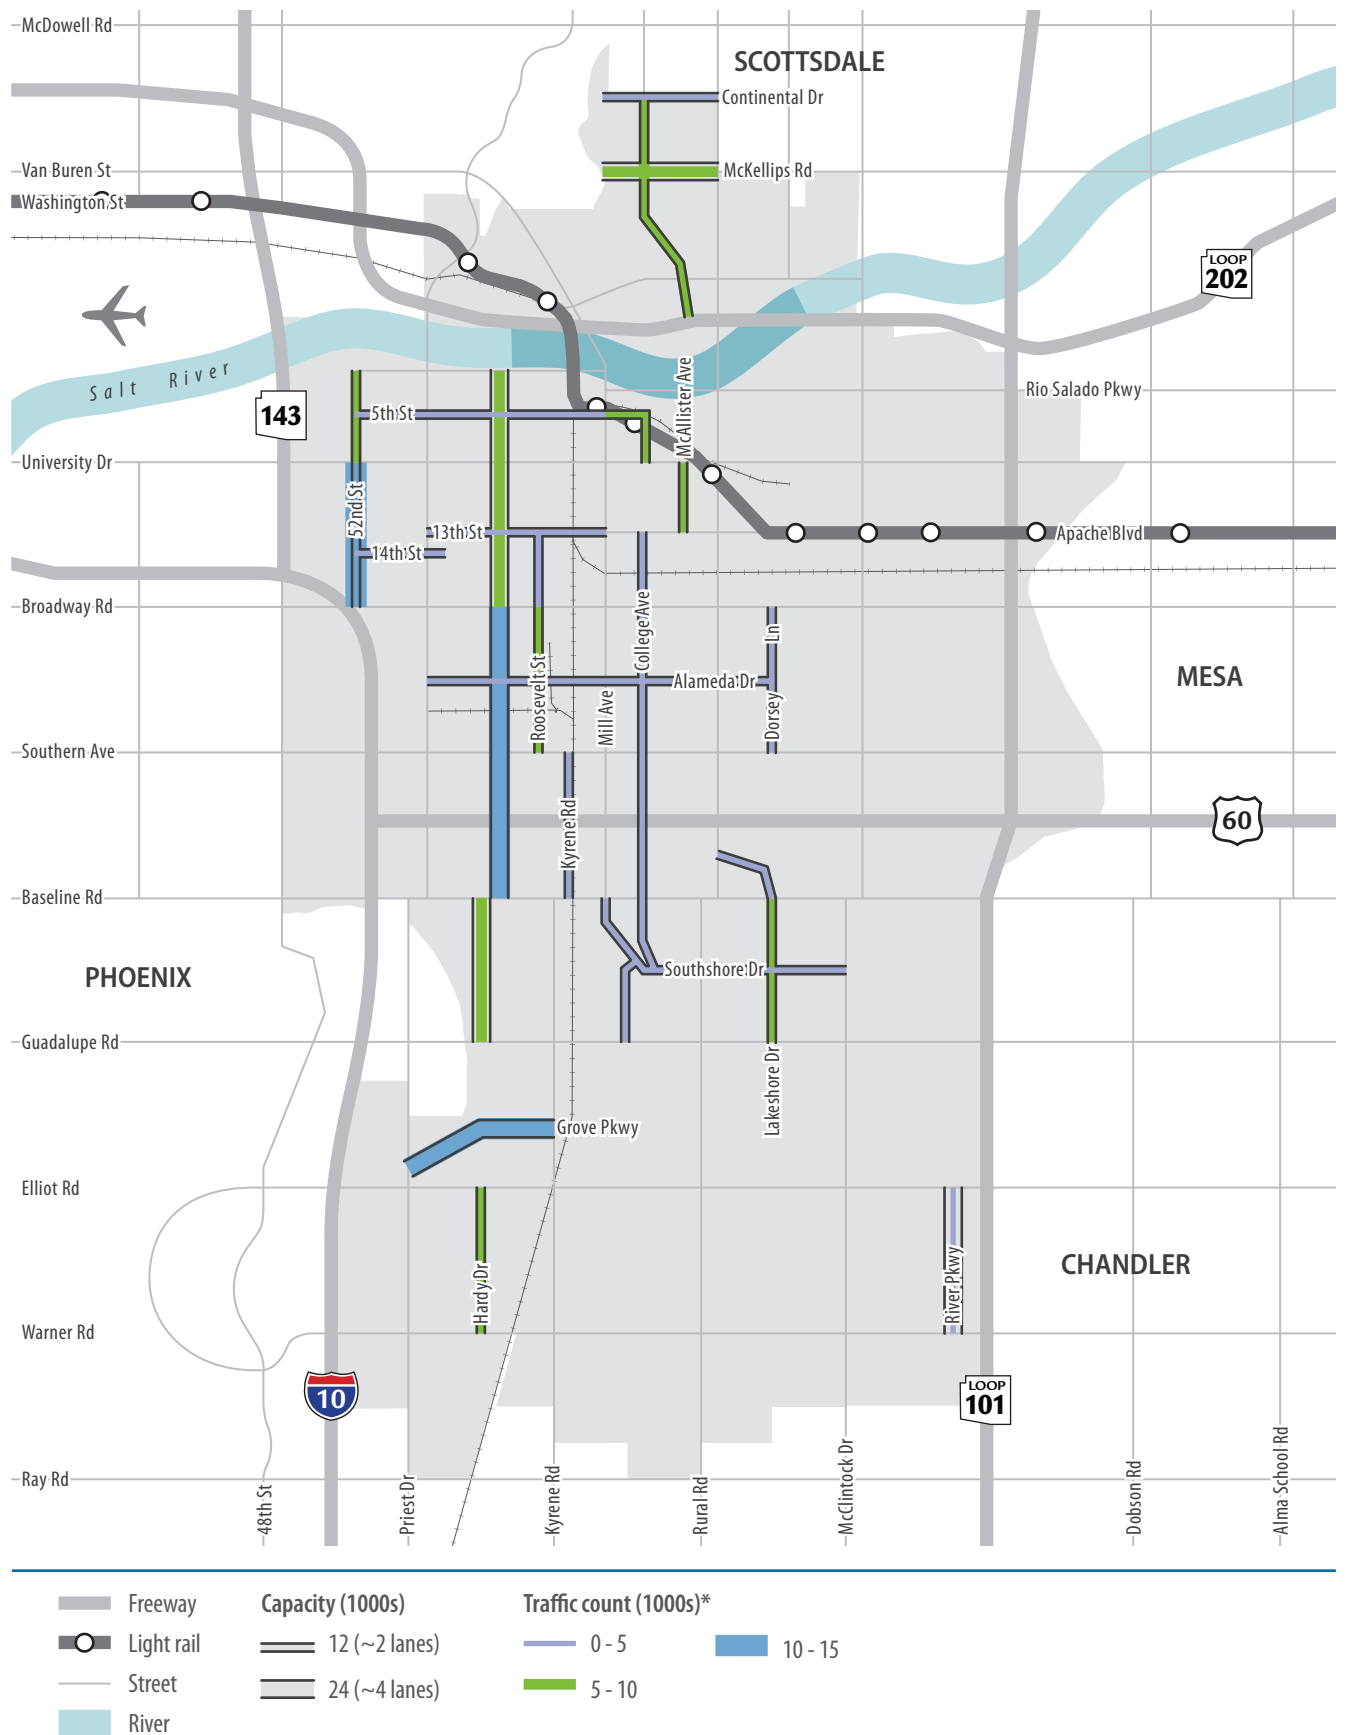 McDowell Rd
SCOTTSDALE
Continental Dr
Van Buren St
McKellips Rd
Washington St
LOOP
202
Salt River
McAllister Ave
Rio Salado Pkwy
143
5th St
University Dr
52nd St
13th St
Apache Blvd
14th St
Broadway Rd
College Ave
Ln
Roosevelt St
Alameda Dr
MESA
Mill Ave
Dorsey
Southern Ave
Kyrene Rd
60
Baseline Rd
PHOENIX
Southshore Dr
Guadalupe Rd
Lakeshore Dr
Grove Pkwy
Elliot Rd
Hardy Dr
River Pkwy
CHANDLER
Warner Rd
10
LOOP
101
Ray Rd
48th St
Priest Dr
Kyrene Rd
Rural Rd
McClintock Dr
Dobson Rd
Alma School Rd
Freeway
Light rail
Street
River
Capacity (1000s)
12 (~2 lanes)
24 (~4 lanes)
Traffic count (1000s)*
0 - 5
5 - 10
10 - 15